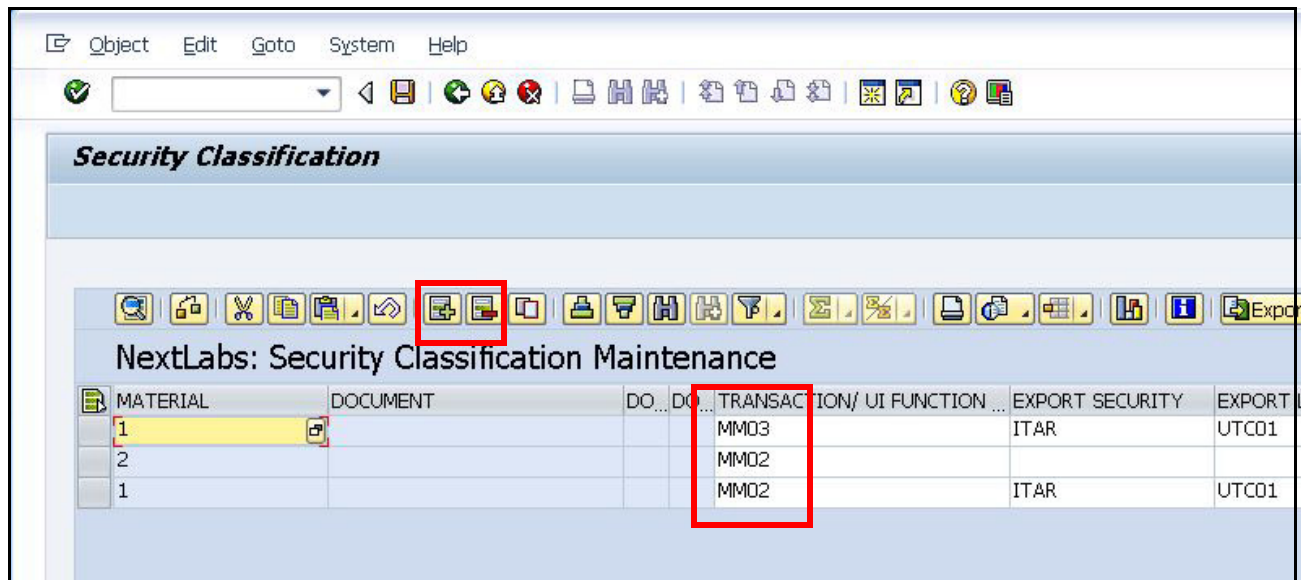 Object Edit Goto System Help
Security Classification
Expor
NextLabs: Security Classification Maintenance
MATERIAL DOCUMENT DO... DO... TRANSACTION/ UI FUNCTION ... EXPORT SECURITY EXPORT L
1 MM03 ITAR UTC01
2 MM02
1 MM02 ITAR UTC01